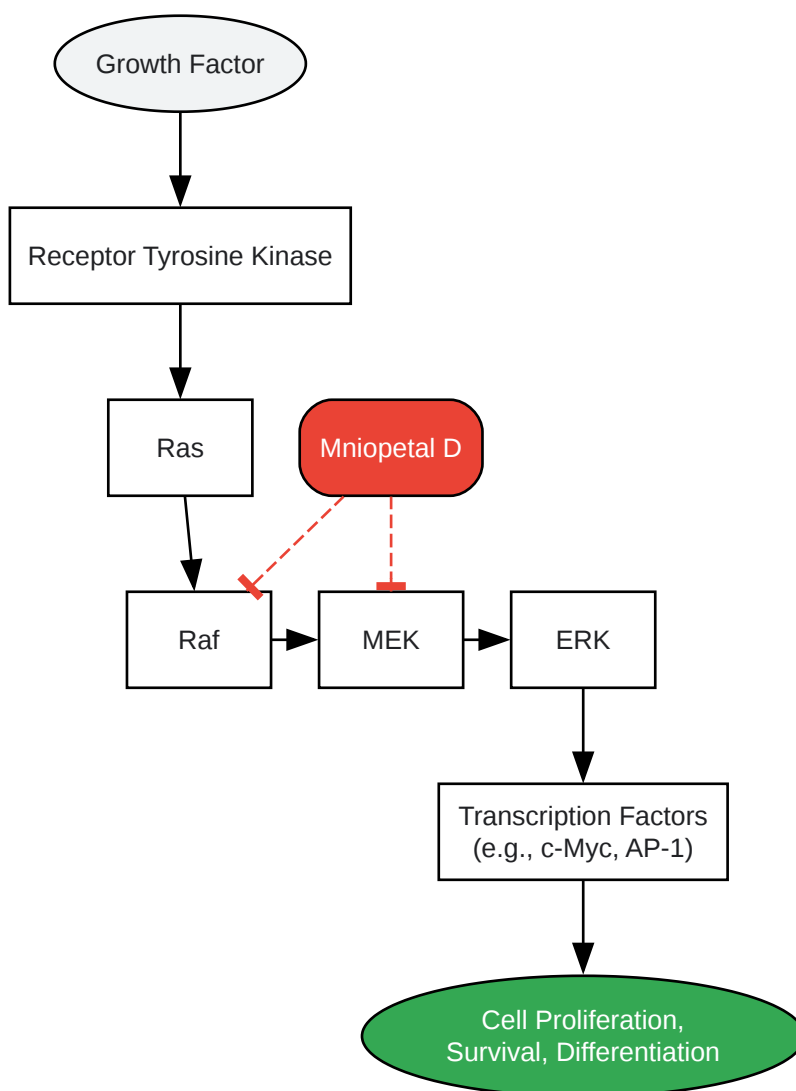 Growth Factor
Receptor Tyrosine Kinase
Ras
Mniopetal D
Raf
MEK
ERK
Transcription Factors
(e.g., c-Myc, AP-1)
Cell Proliferation,
Survival, Differentiation